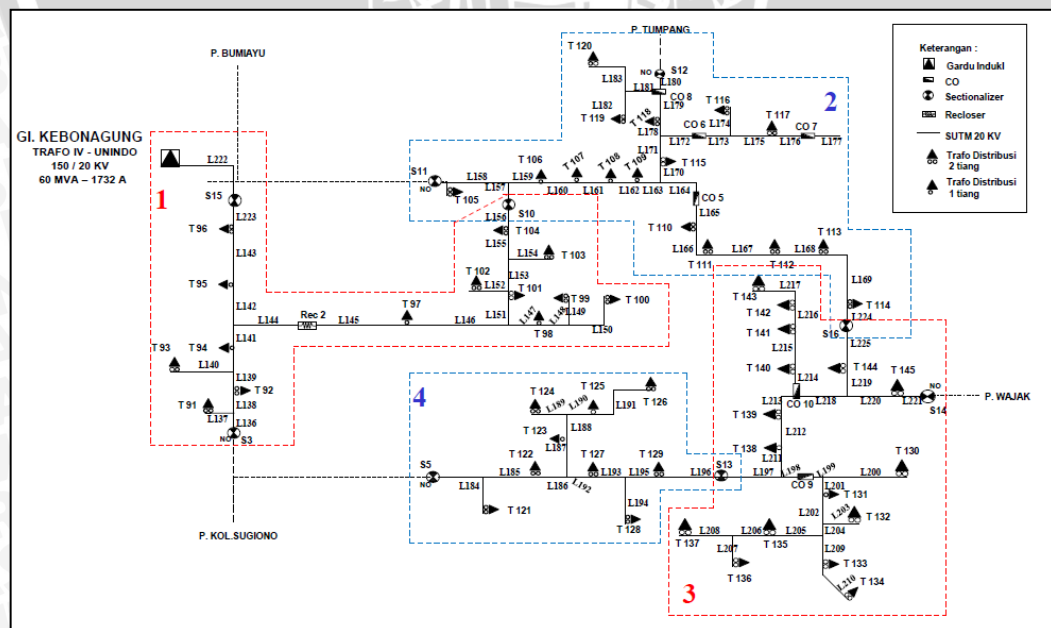 P. BUMIAYU
P. TUMPANG
GI. KEBONAGUNG
TRAFO IV - UNINDO
150 / 20 KV
60 MVA – 1732 A
Keterangan :
Gardu Induki
CO
Sectionalizer
Recloser
SUTM 20 KV
Trafo Distribusi
2 tiang
Trafo Distribusi
1 tiang
1
L222
S15
L223
T 96
L143
T 95
L142
L144
Rec 2
L145
T 97
L146
L141
T 94
T 93
L140
L139
T 92
L138
T 91
L137
L136
NO
S3
P. KOL.SUGIONO
2
T 120
NO
S12
L180
L183
L181
CO 8
L182
L179
T 119
T 118
L178
T 116
L174
T 117
CO 6
CO 7
L172
L173
L175
L176
L177
L171
T 115
L170
S11
NO
L158
T 105
L157
L159
T 106
L160
T 107
L161
T 108
L162
T 109
L163
L164
CO 5
L165
T 110
L166
T 111
L167
T 112
L168
T 113
L169
T 114
L224
S16
L225
L156
S10
T 104
L155
L154
T 103
L153
T 102
L152
T 101
L151
L147
T 98
L148
T 99
L149
L150
T 100
T 143
L217
T 142
L216
T 141
L215
T 140
L214
L213
CO 10
L218
T 144
L219
T 145
L220
L221
NO
S14
P. WAJAK
T 139
L212
T 138
L211
4
T 124
L189
L190
T 125
L191
T 126
T 123
L188
L187
S5
NO
L184
T 121
L185
T 122
L186
L192
T 127
L193
T 129
L195
L194
T 128
L196
S13
L197
L198
CO 9
L199
L200
T 130
L201
T 131
L202
L203
T 132
L204
L205
T 135
L206
L207
T 136
L208
T 137
L209
T 133
L210
T 134
3